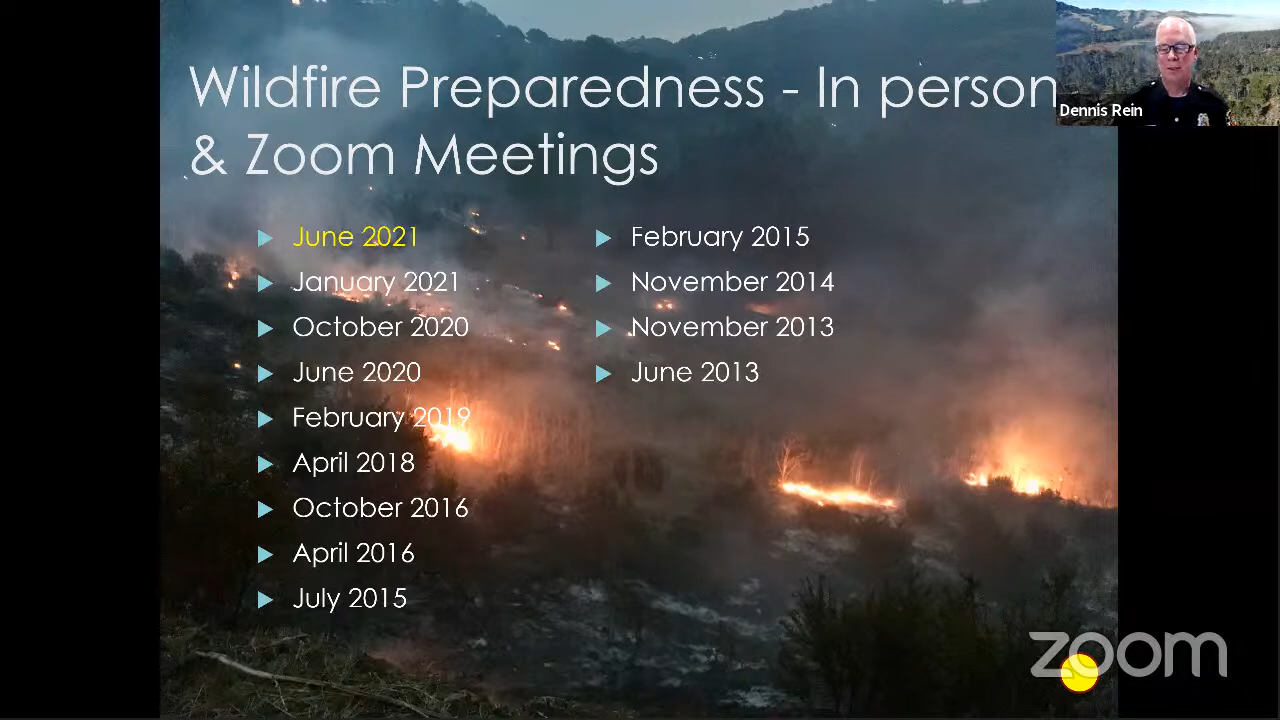 Wildfire Preparedness - In person
& Zoom Meetings
Dennis Rein
June 2021
January 2021
October 2020
June 2020
February 2019
April 2018
October 2016
April 2016
July 2015
February 2015
November 2014
November 2013
June 2013
zoom